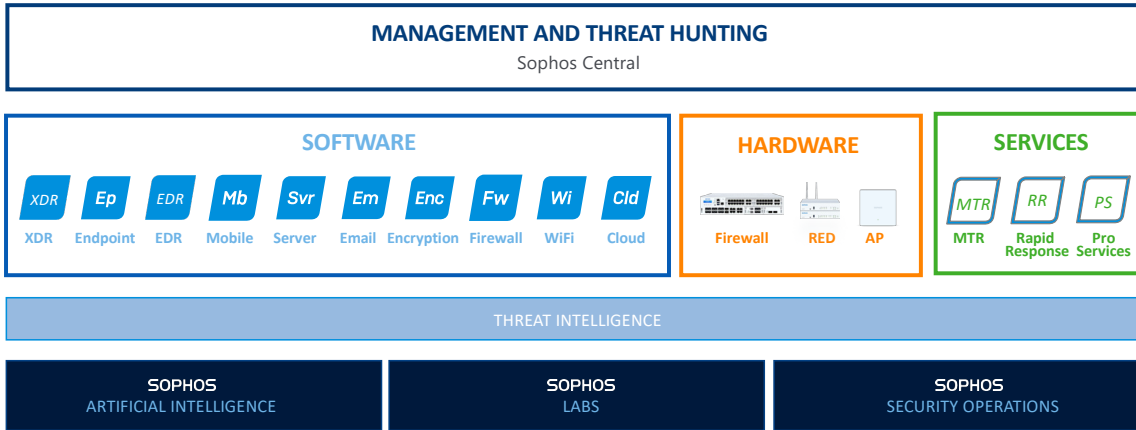 MANAGEMENT AND THREAT HUNTING
Sophos Central
SOFTWARE
XDR Ep EDR Mb Svr Em Enc Fw Wi Cld
XDR Endpoint EDR Mobile Server Email Encryption Firewall WiFi Cloud
HARDWARE
Firewall RED AP
SERVICES
MTR RR PS
MTR Rapid Response Pro Services
THREAT INTELLIGENCE
SOPHOS
ARTIFICIAL INTELLIGENCE
SOPHOS
LABS
SOPHOS
SECURITY OPERATIONS